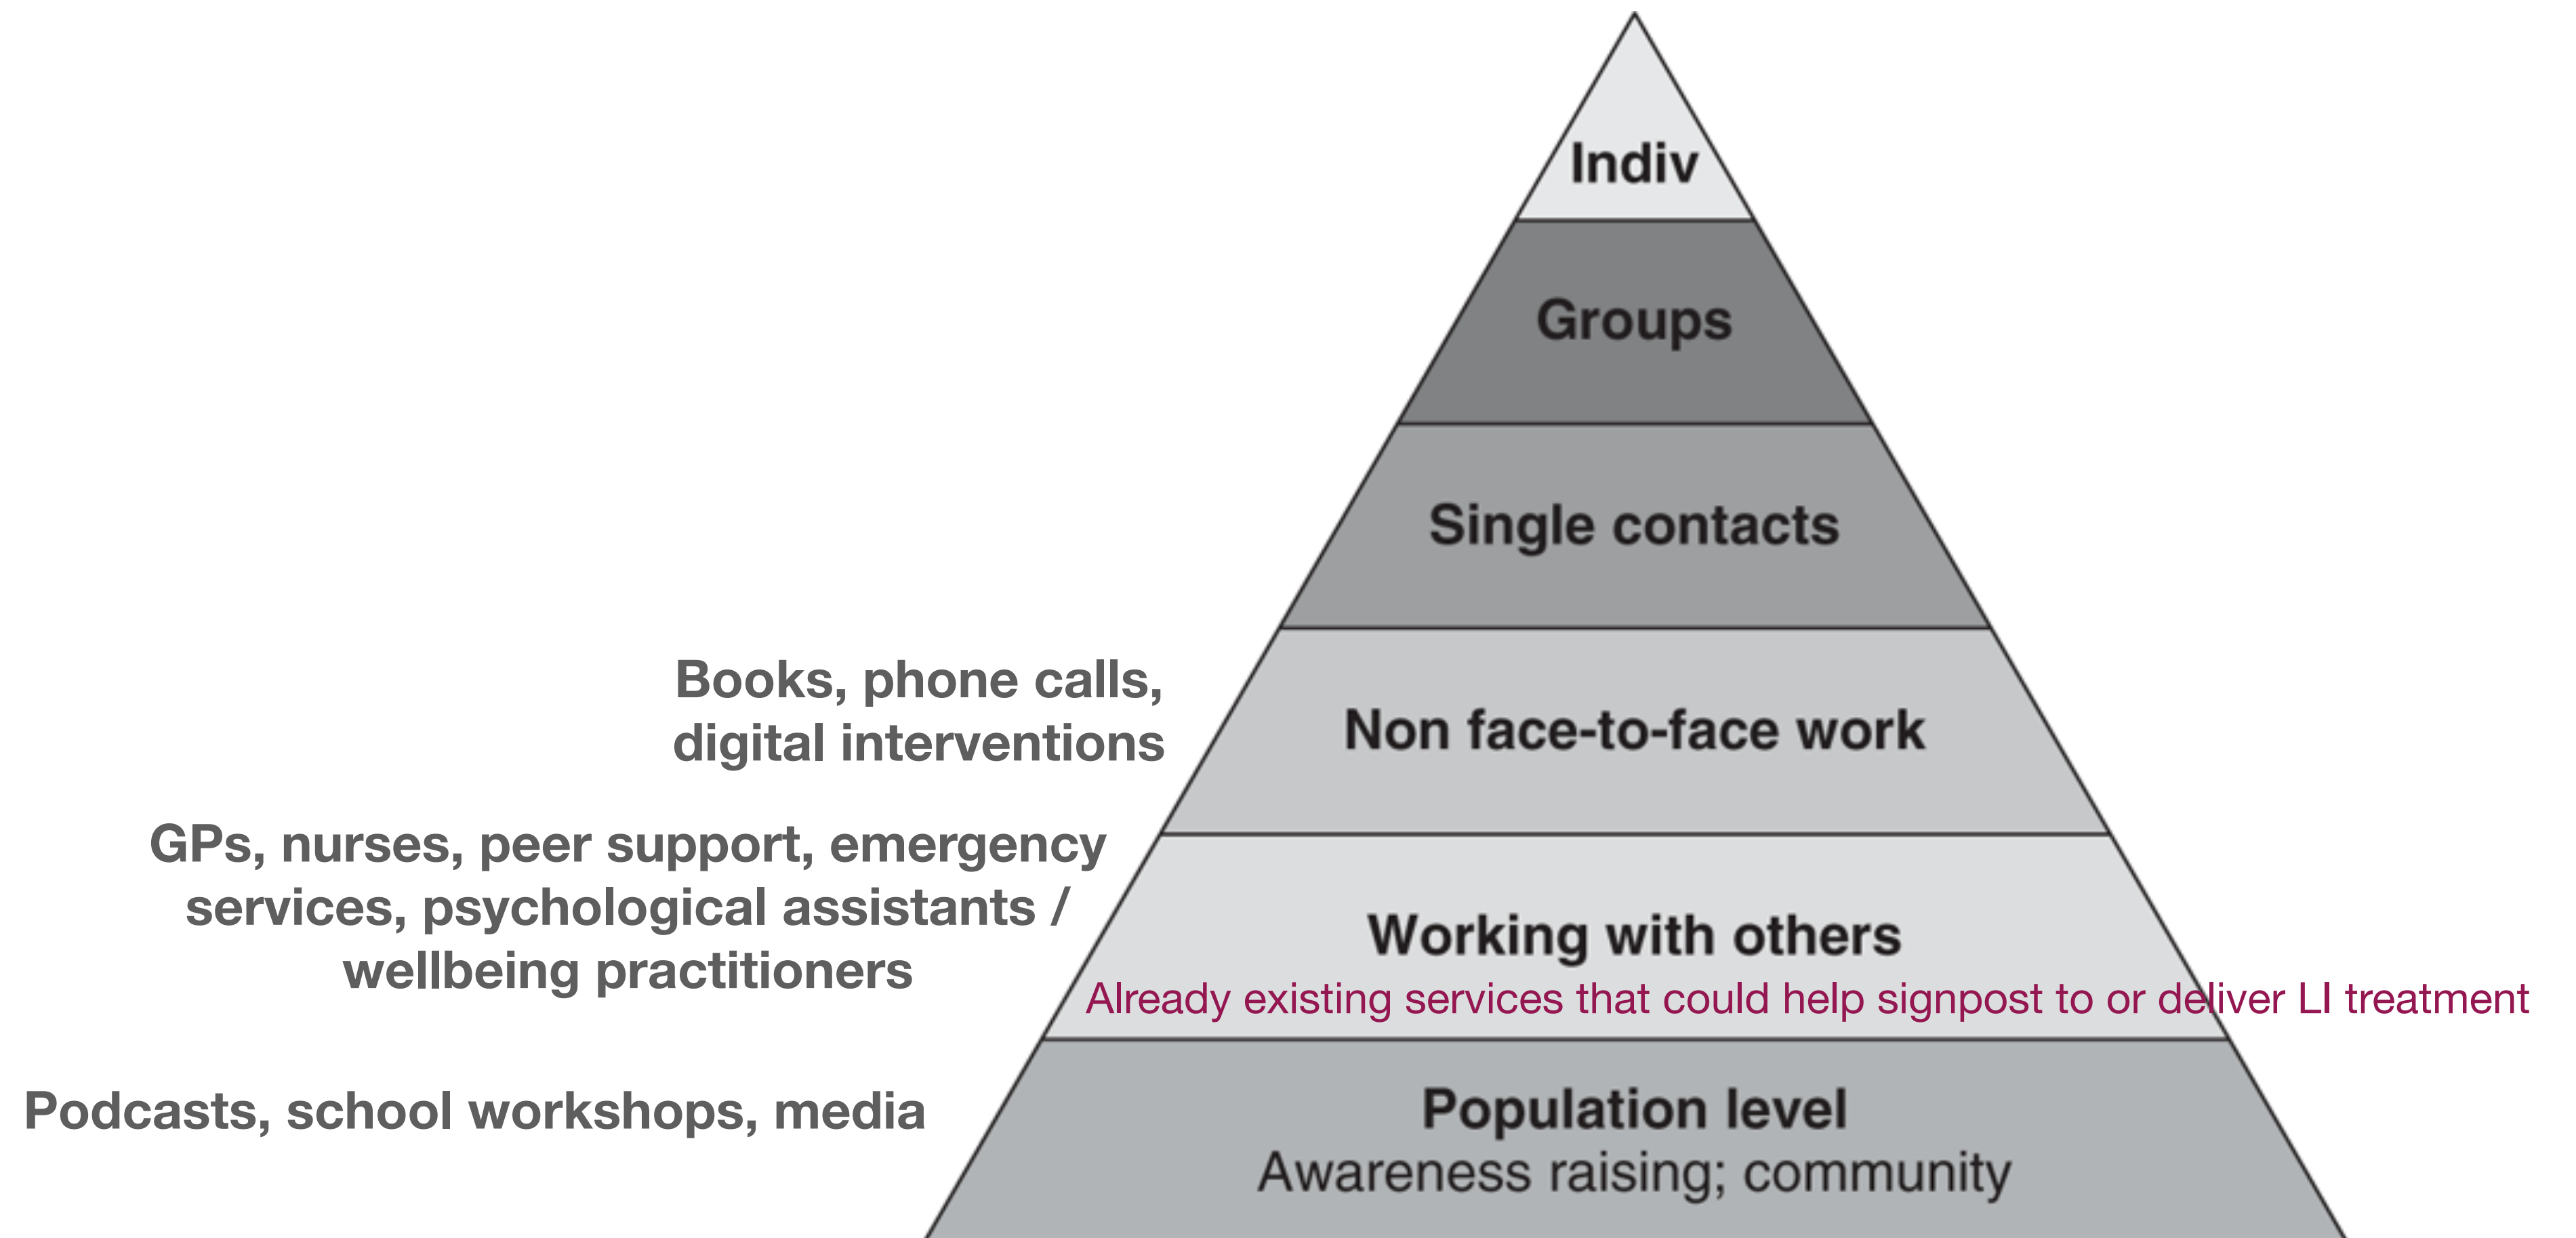 Indiv
Groups
Single contacts
Books, phone calls,
digital interventions
Non face-to-face work
GPs, nurses, peer support, emergency
services, psychological assistants /
wellbeing practitioners
Working with others
Already existing services that could help signpost to or deliver LI treatment
Podcasts, school workshops, media
Population level
Awareness raising; community